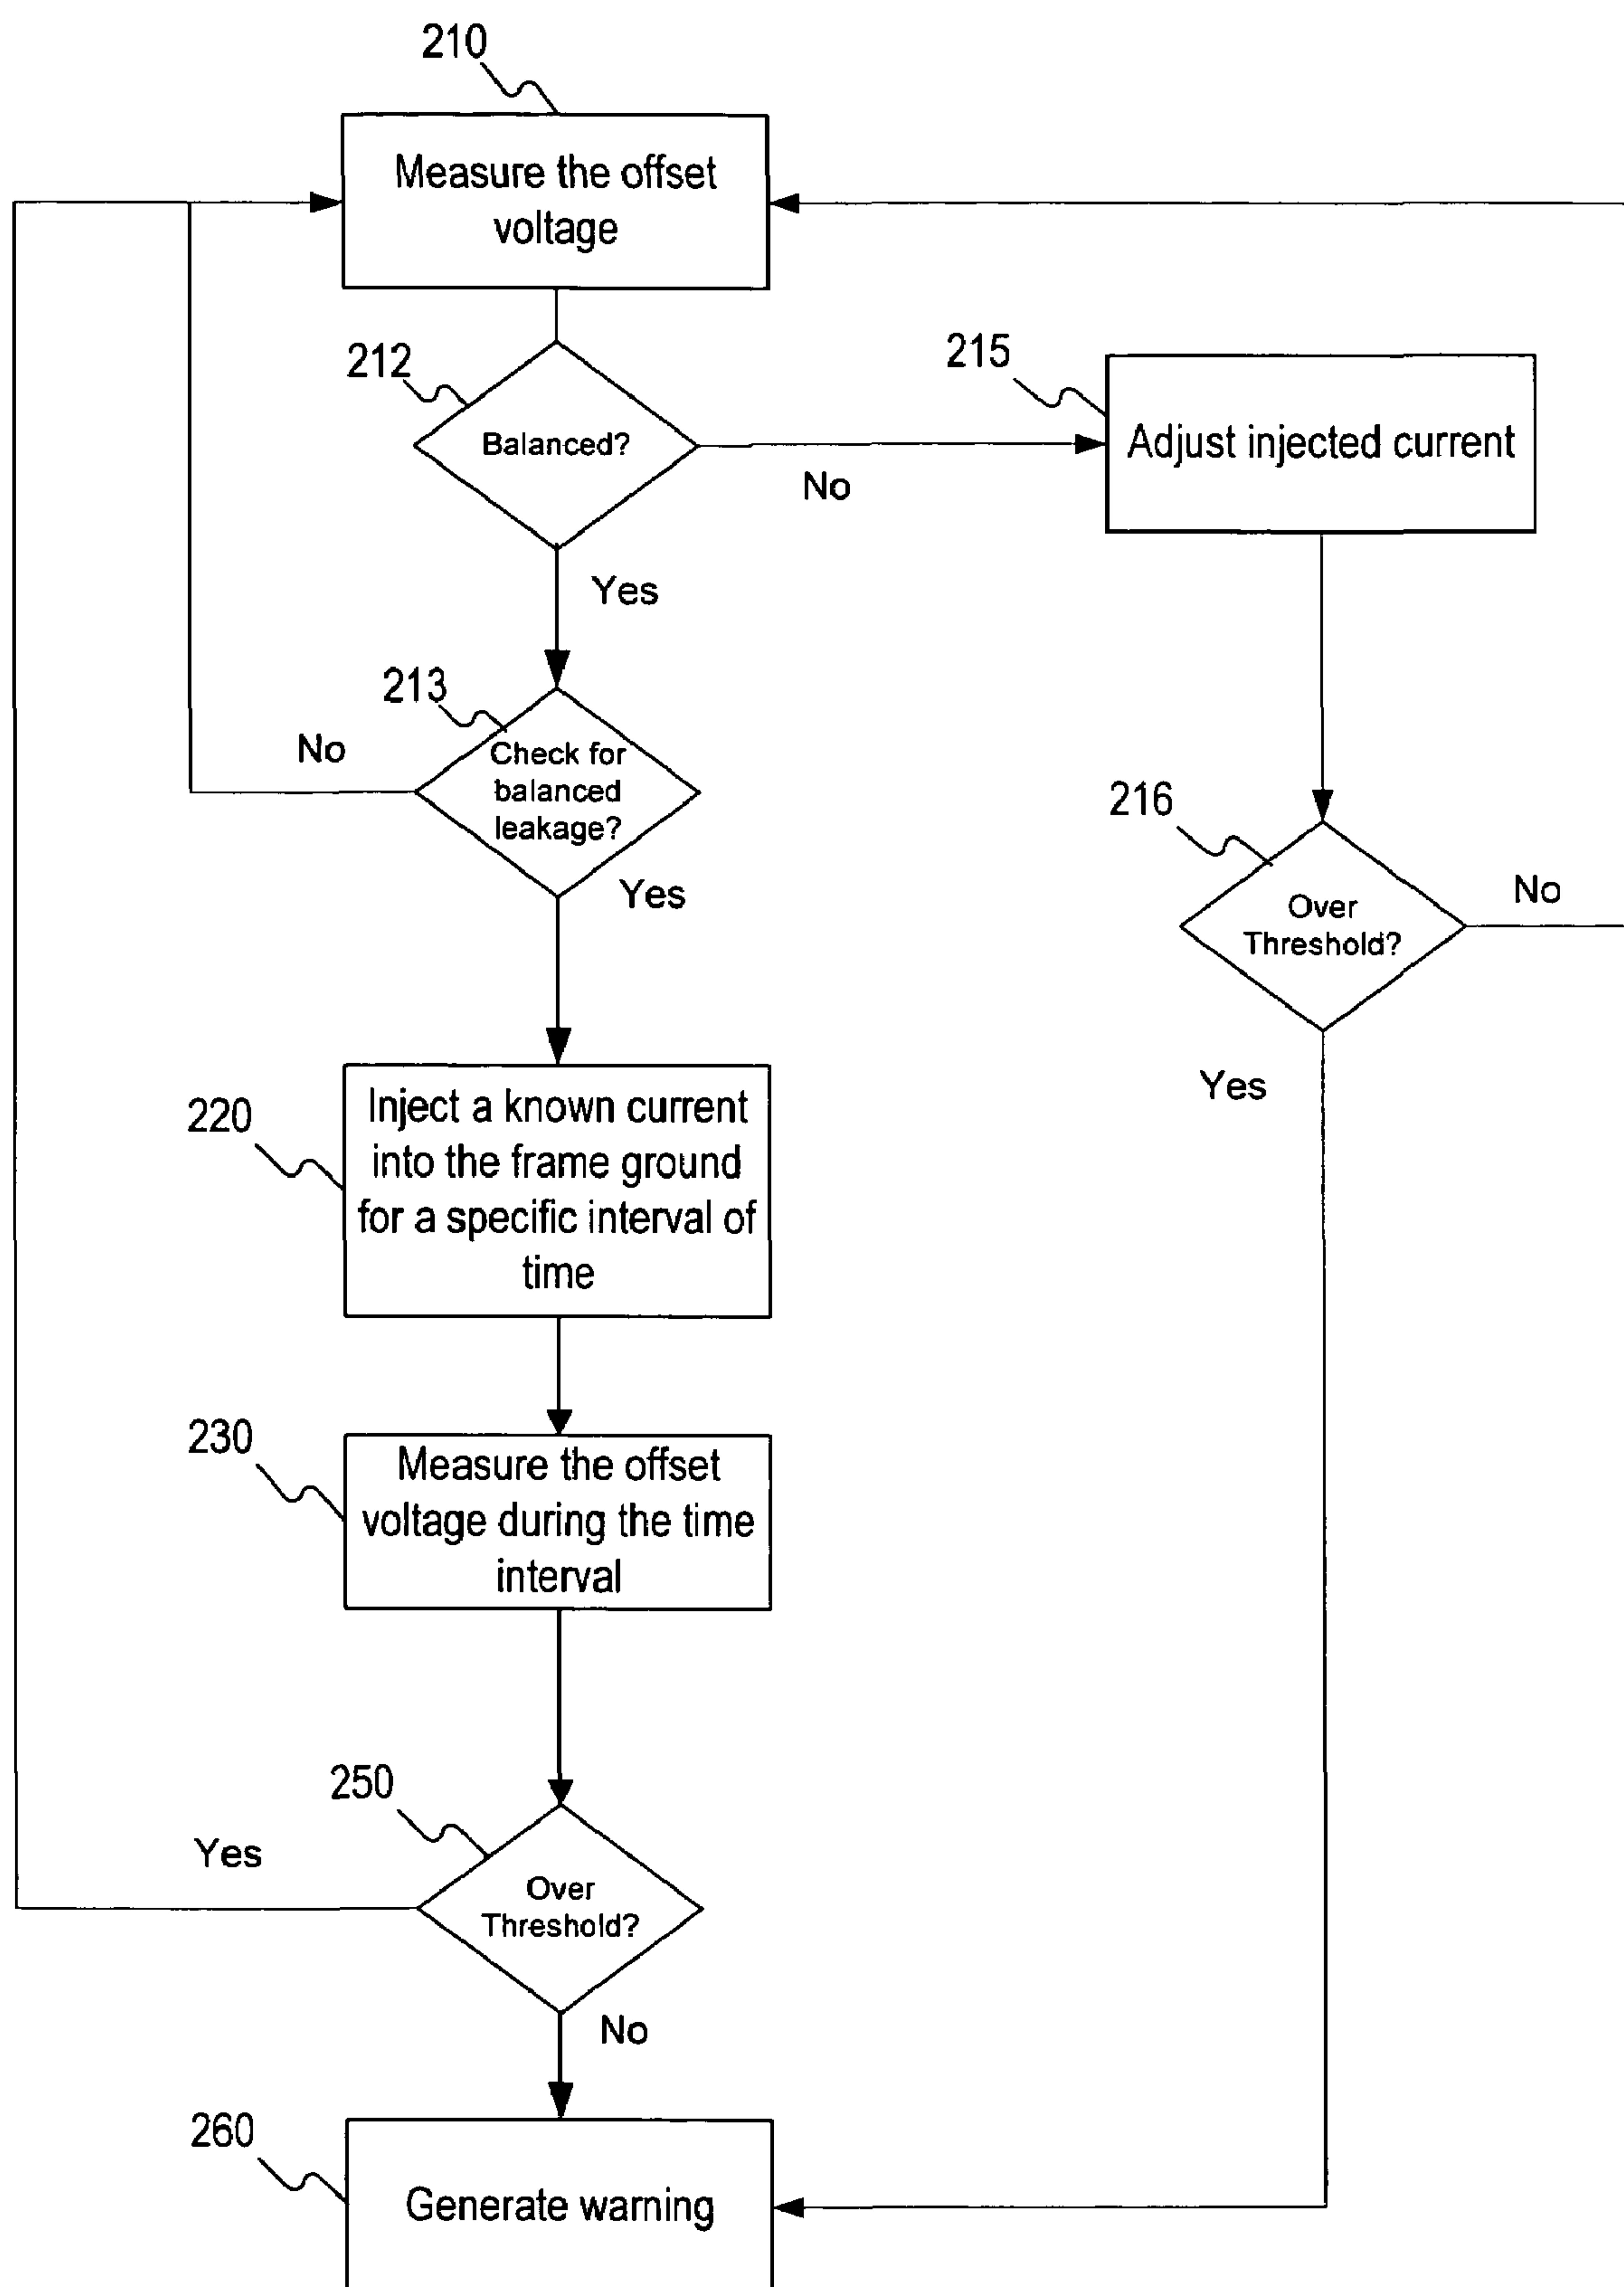 210
Measure the offset
voltage
212
Balanced?
No
Yes
215
Adjust injected current
213
Check for
balanced
leakage?
No
Yes
216
Over
Threshold?
No
Yes
220
Inject a known current
into the frame ground
for a specific interval of
time
230
Measure the offset
voltage during the time
interval
250
Over
Threshold?
Yes
No
260
Generate warning